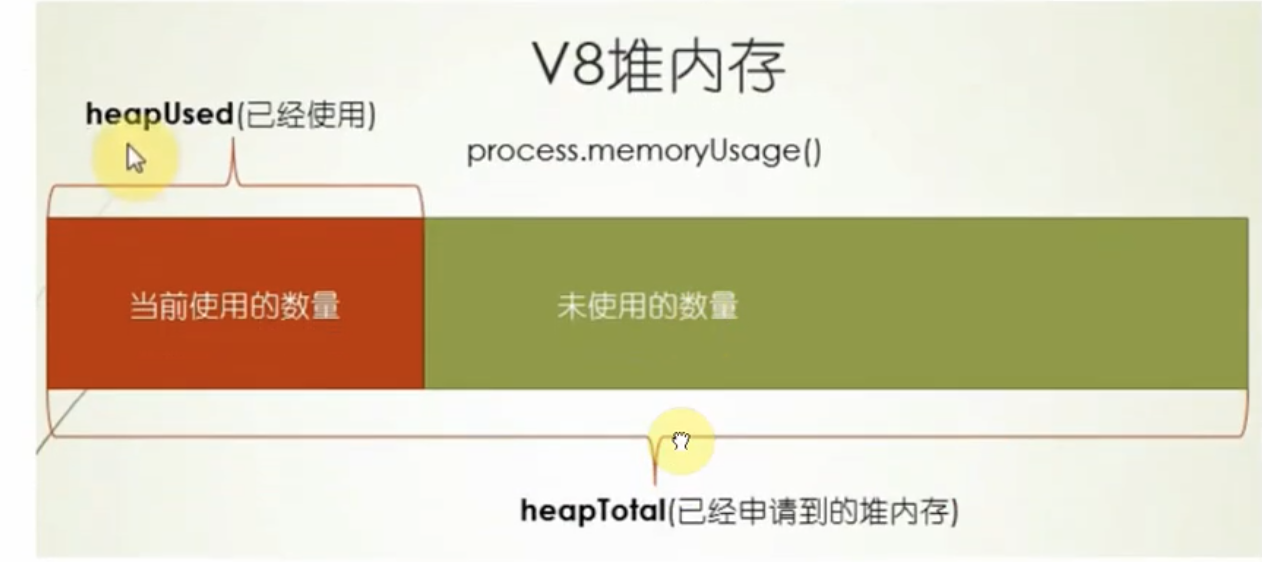 V8堆内存
heapUsed(已经使用)
process.memoryUsage()
当前使用的数量
未使用的数量
heapTotal(已经申请到的堆内存)